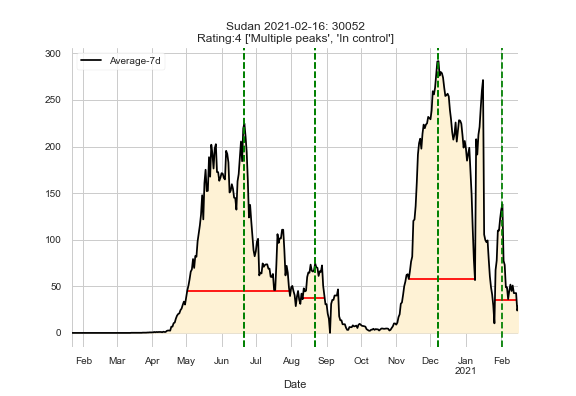 Sudan 2021-02-16: 30052
Rating:4 ['Multiple peaks', 'In control']
Average-7d
300
250
200
150
100
50
0
Feb Mar Apr May Jun Jul Aug Sep Oct Nov Dec Jan Feb
2021
Date